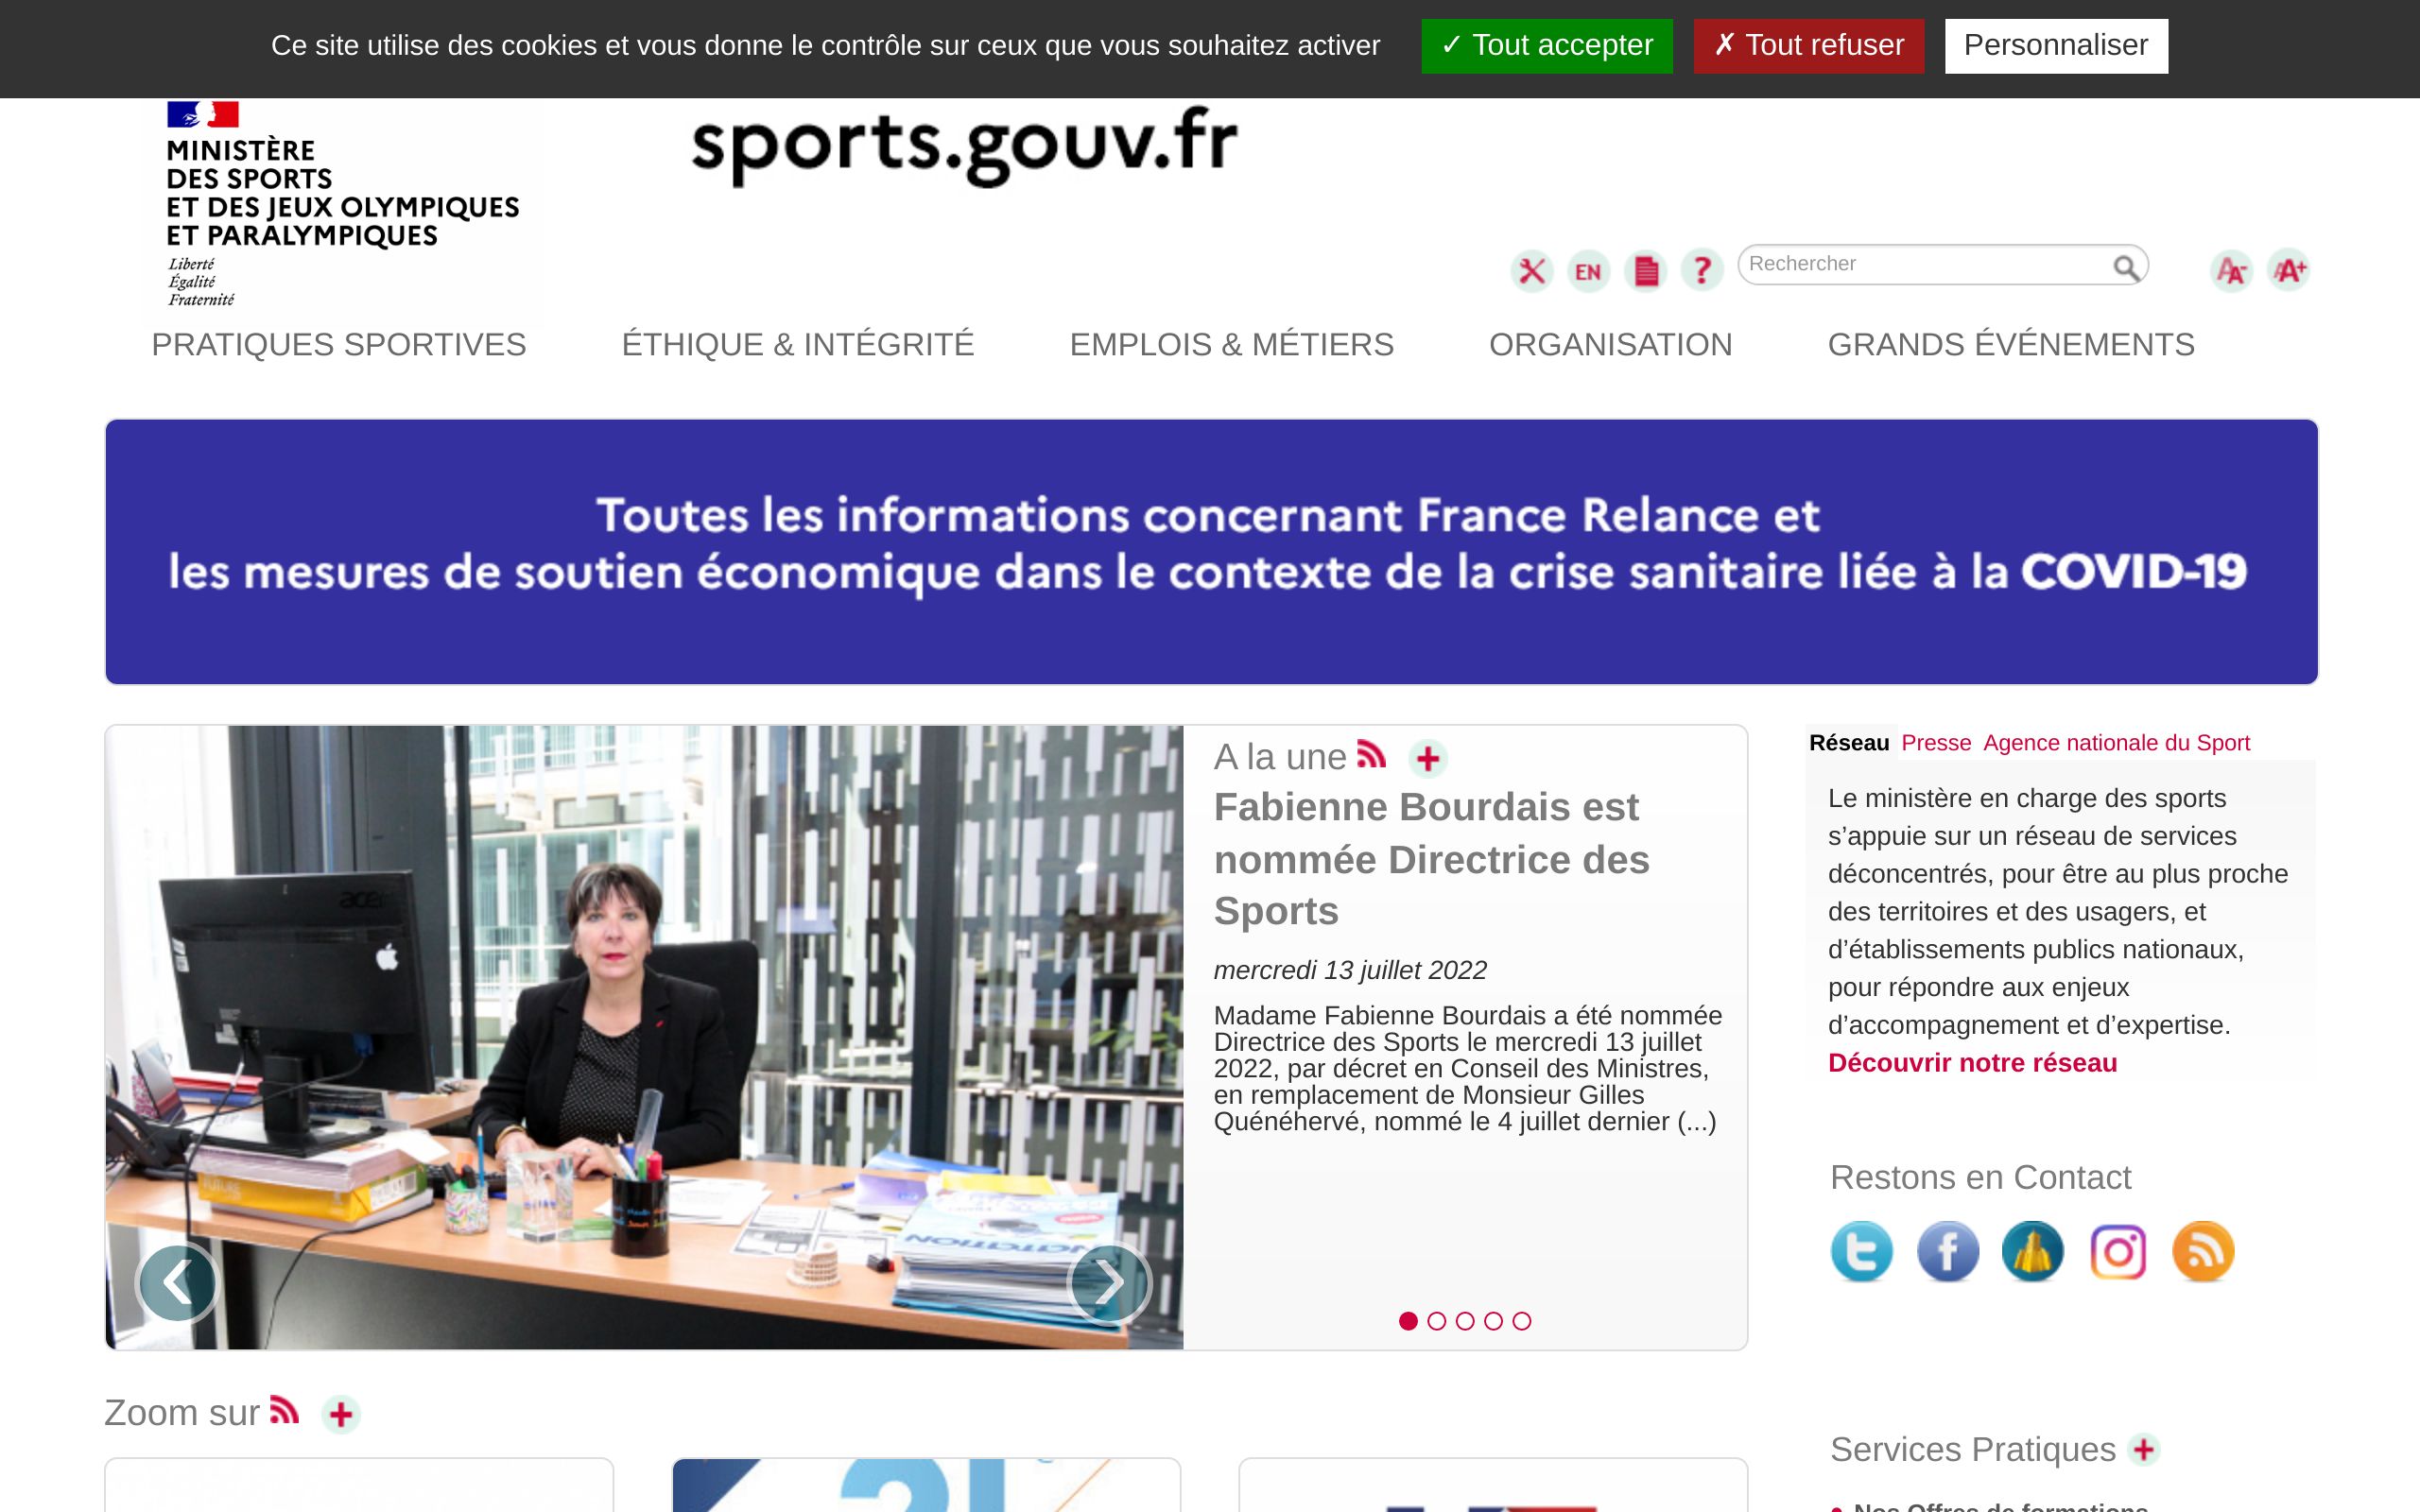 Ce site utilise des cookies et vous donne le contrôle sur ceux que vous souhaitez activer
✓ Tout accepter
✗ Tout refuser
Personnaliser
MINISTÈRE
DES SPORTS
ET DES JEUX OLYMPIQUES
ET PARALYMPIQUES
Liberté
Égalité
Fraternité
sports.gouv.fr
EN
?
Rechercher
A-
A+
PRATIQUES SPORTIVES
ÉTHIQUE & INTÉGRITÉ
EMPLOIS & MÉTIERS
ORGANISATION
GRANDS ÉVÉNEMENTS
Toutes les informations concernant France Relance et
les mesures de soutien économique dans le contexte de la crise sanitaire liée à la COVID-19
acer
NATATION
A la une
Fabienne Bourdais est
nommée Directrice des
Sports
mercredi 13 juillet 2022
Madame Fabienne Bourdais a été nommée
Directrice des Sports le mercredi 13 juillet
2022, par décret en Conseil des Ministres,
en remplacement de Monsieur Gilles
Quénéhervé, nommé le 4 juillet dernier (...)
Réseau Presse Agence nationale du Sport
Le ministère en charge des sports
s’appuie sur un réseau de services
déconcentrés, pour être au plus proche
des territoires et des usagers, et
d’établissements publics nationaux,
pour répondre aux enjeux
d’accompagnement et d’expertise.
Découvrir notre réseau
Restons en Contact
Zoom sur
Services Pratiques
Nos Offres de formations